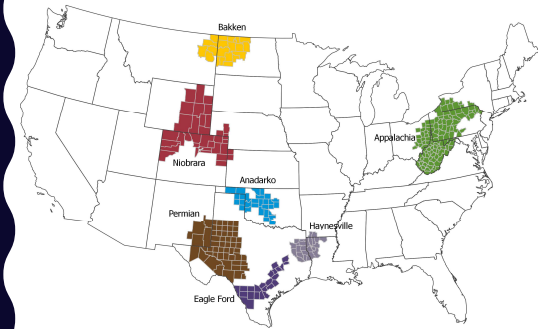 Bakken
Appalachia
Niobrara
Anadarko
Permian
Haynesville
Eagle Ford